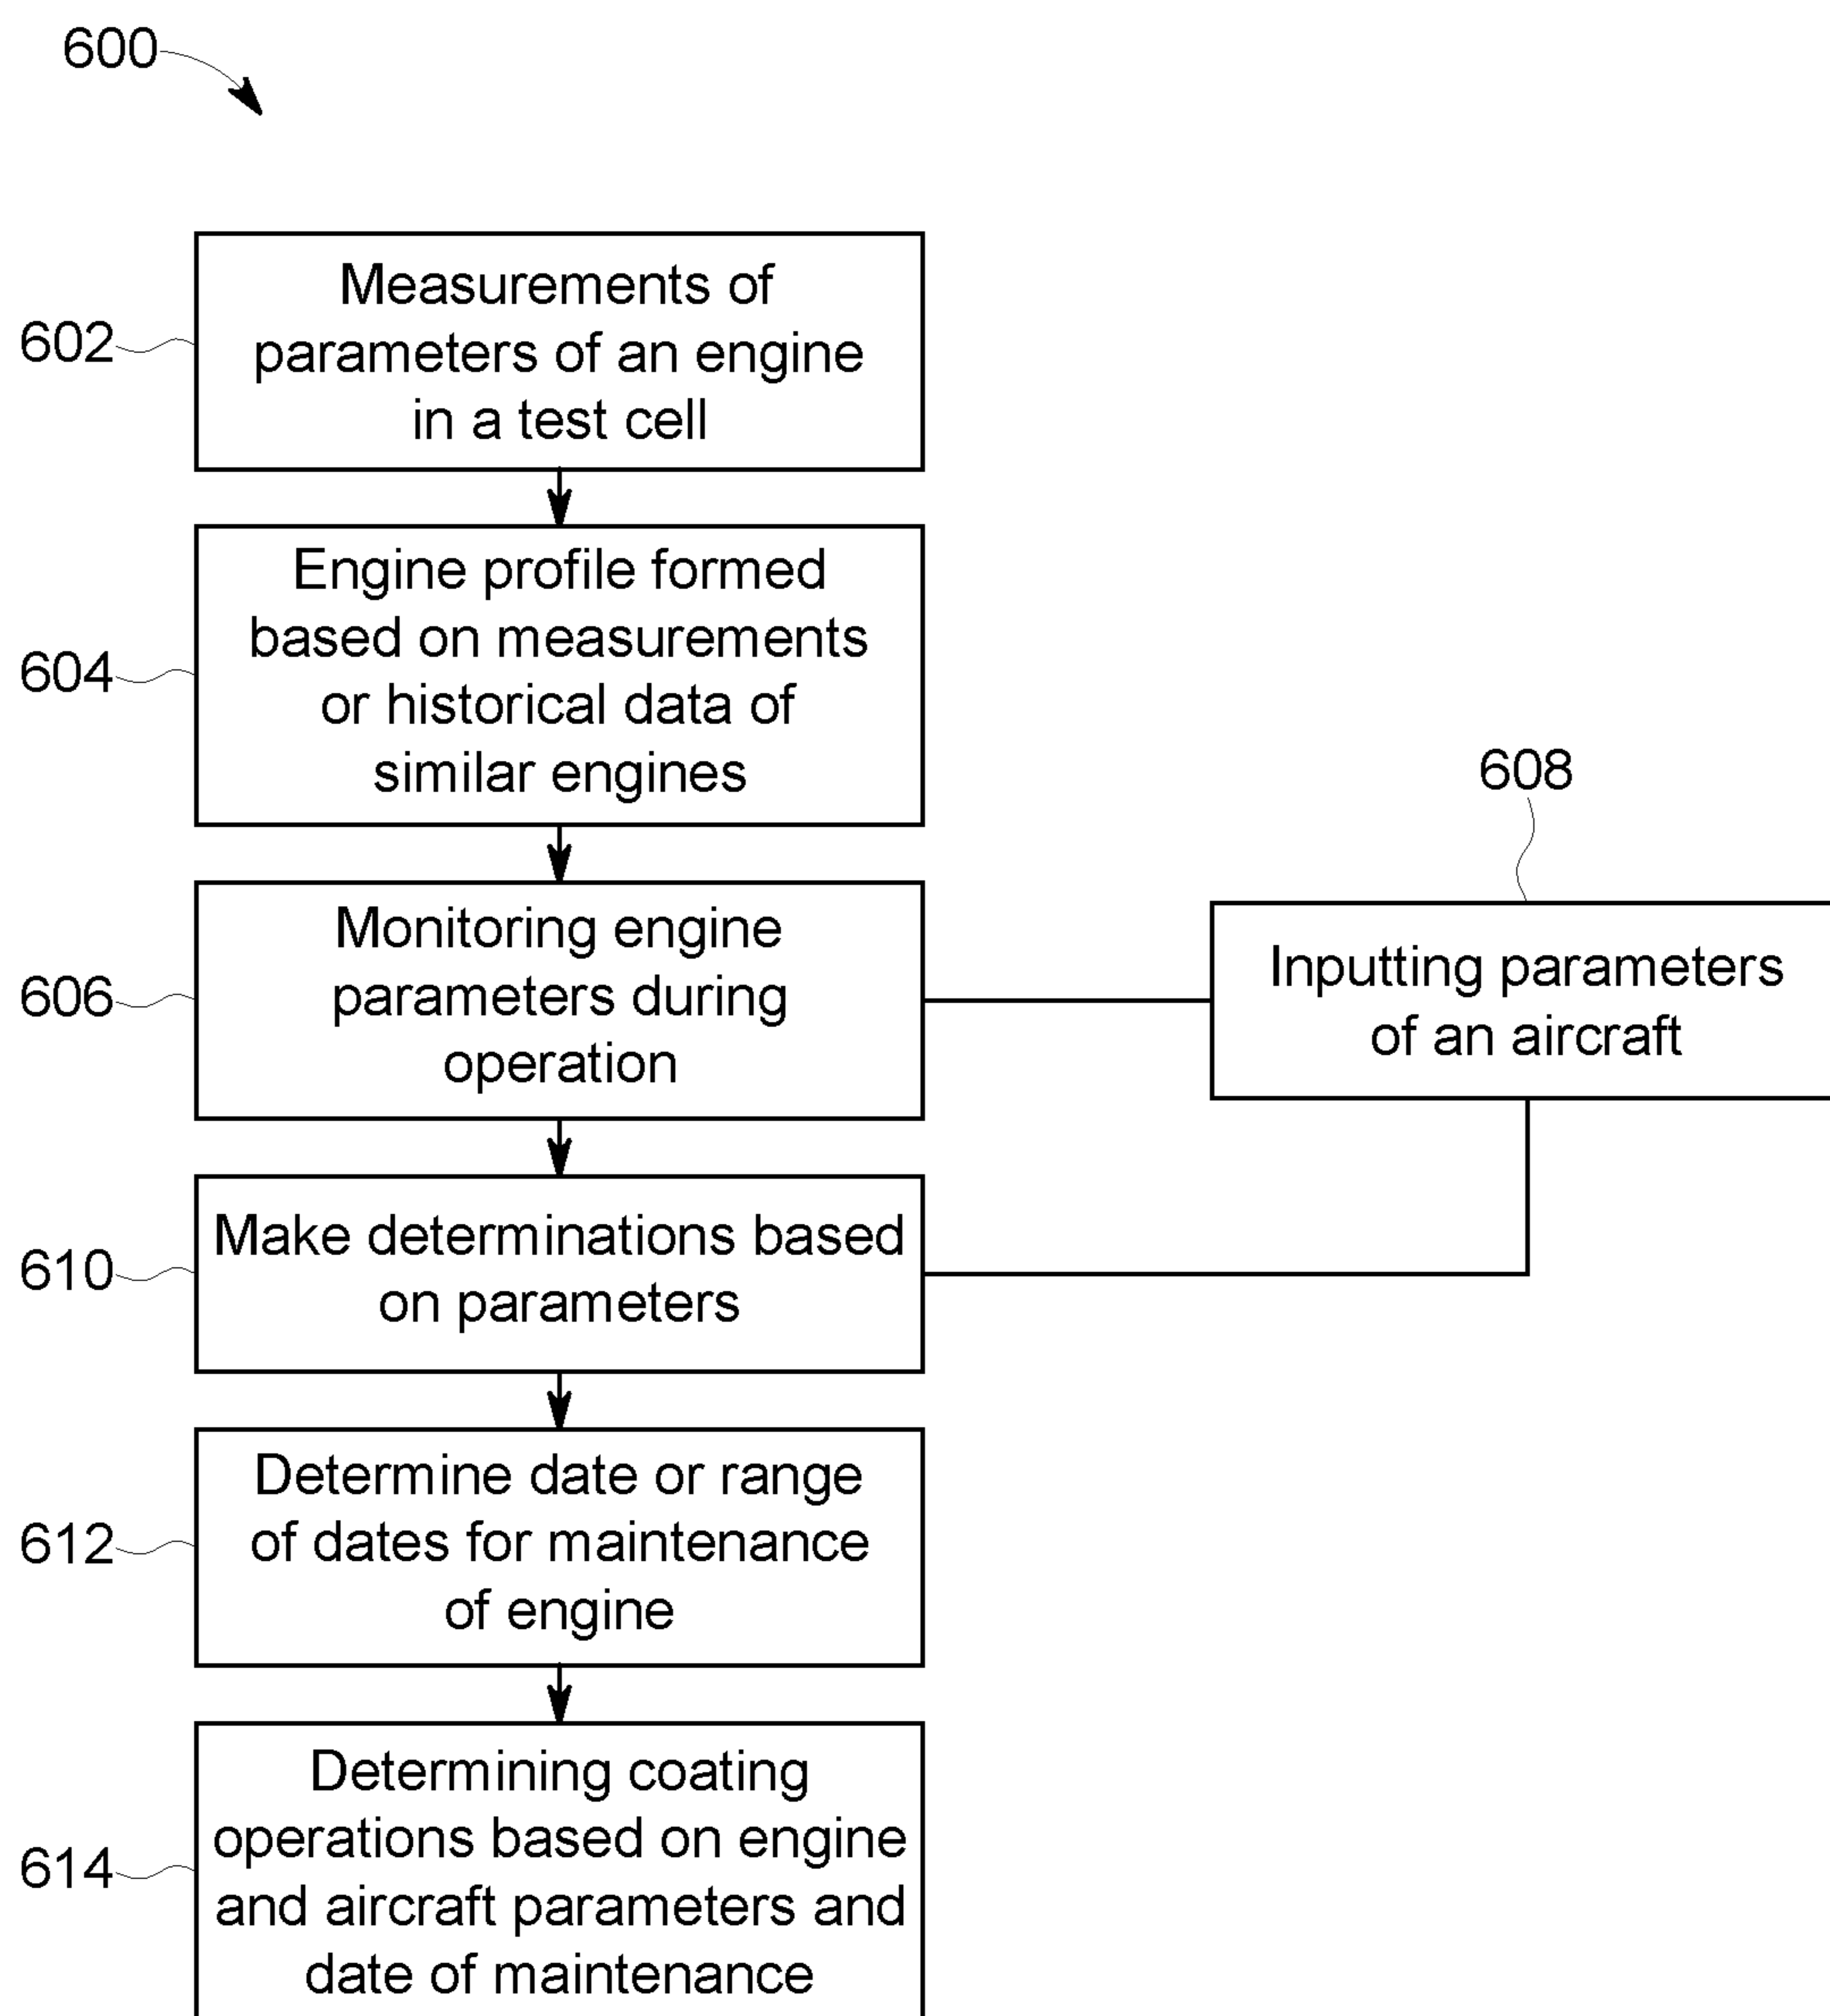 600
602
Measurements of
parameters of an engine
in a test cell
604
Engine profile formed
based on measurements
or historical data of
similar engines
606
Monitoring engine
parameters during
operation
608
Inputting parameters
of an aircraft
610
Make determinations based
on parameters
612
Determine date or range
of dates for maintenance
of engine
614
Determining coating
operations based on engine
and aircraft parameters and
date of maintenance